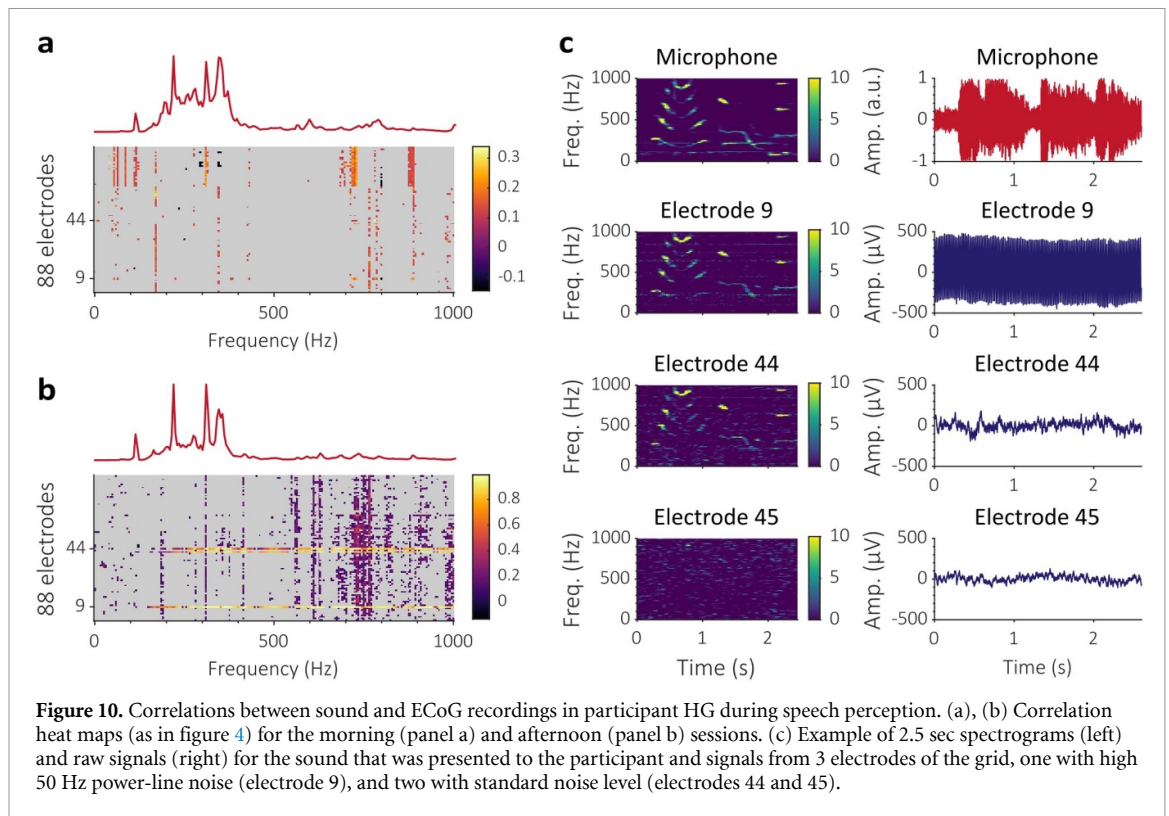 a
88 electrodes
44
9
0
500
1000
Frequency (Hz)
0.3
0.2
0.1
0
-0.1
b
88 electrodes
44
9
0
500
1000
Frequency (Hz)
0.8
0.6
0.4
0.2
0
c
Microphone
Freq. (Hz)
1000
500
0
10
5
0
Microphone
Amp. (a.u.)
1
0
-1
0
1
2
Electrode 9
Freq. (Hz)
1000
500
0
10
5
0
Electrode 9
Amp. (µV)
500
0
-500
0
1
2
Electrode 44
Freq. (Hz)
1000
500
0
10
5
0
Electrode 44
Amp. (µV)
500
0
-500
0
1
2
Electrode 45
Freq. (Hz)
1000
500
0
10
5
0
0
1
2
Time (s)
Electrode 45
Amp. (µV)
500
0
-500
0
1
2
Time (s)
Figure 10. Correlations between sound and ECoG recordings in participant HG during speech perception. (a), (b) Correlation
heat maps (as in figure 4) for the morning (panel a) and afternoon (panel b) sessions. (c) Example of 2.5 sec spectrograms (left)
and raw signals (right) for the sound that was presented to the participant and signals from 3 electrodes of the grid, one with high
50 Hz power-line noise (electrode 9), and two with standard noise level (electrodes 44 and 45).